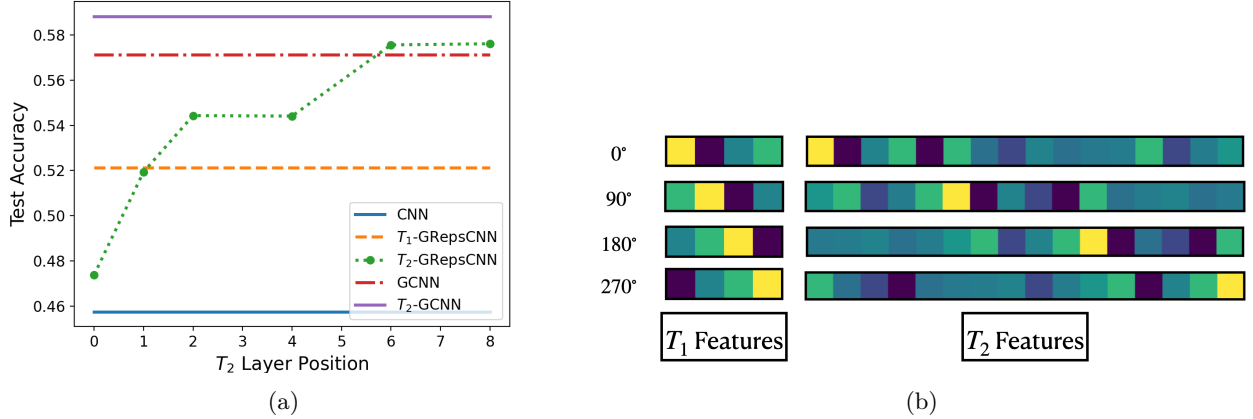 0.58
0.56
0.54
0.52
0.50
0.48
0.46
Test Accuracy
0 1 2 3 4 5 6 7 8
T₂ Layer Position
CNN
T₁-GRepsCNN
T₂-GRepsCNN
GCNN
T₂-GCNN
(a)
0°
90°
180°
270°
T₁ Features
T₂ Features
(b)